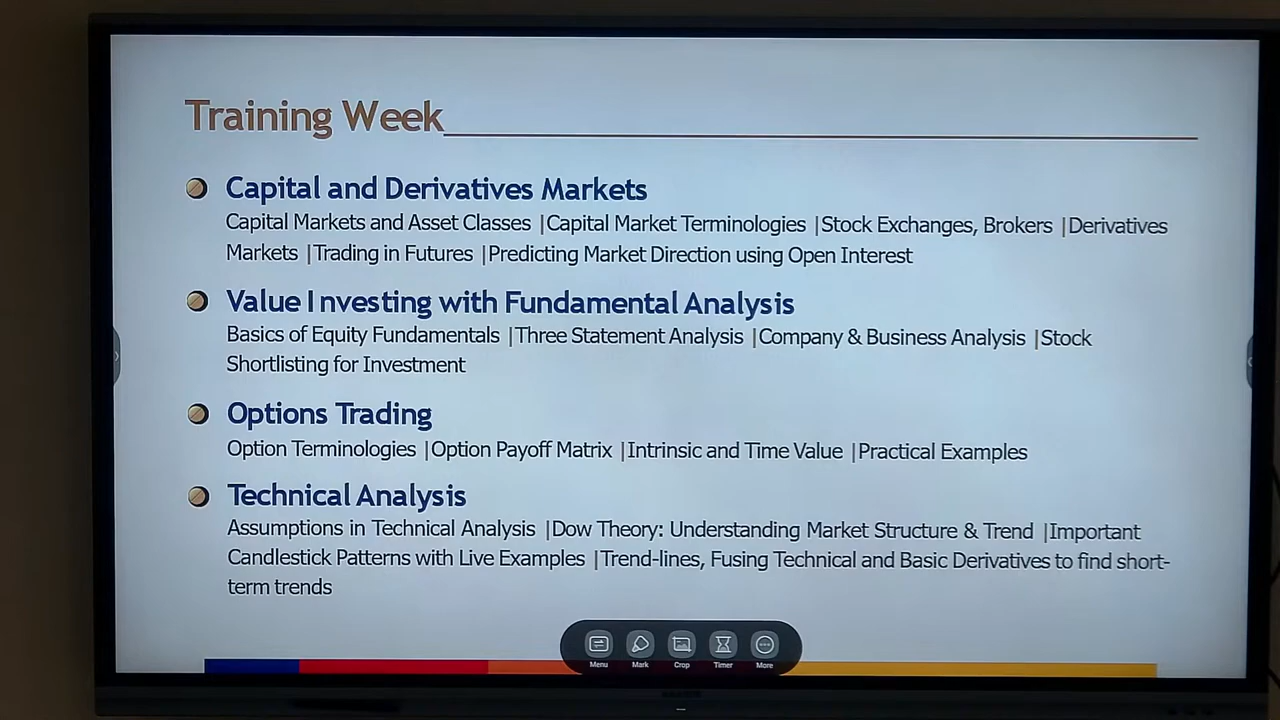 Training Week
Capital and Derivatives Markets
Capital Markets and Asset Classes |Capital Market Terminologies |Stock Exchanges, Brokers |Derivatives
Markets |Trading in Futures |Predicting Market Direction using Open Interest
Value Investing with Fundamental Analysis
Basics of Equity Fundamentals |Three Statement Analysis |Company & Business Analysis |Stock
Shortlisting for Investment
Options Trading
Option Terminologies |Option Payoff Matrix |Intrinsic and Time Value |Practical Examples
Technical Analysis
Assumptions in Technical Analysis |Dow Theory: Understanding Market Structure & Trend |Important
Candlestick Patterns with Live Examples |Trend-lines, Fusing Technical and Basic Derivatives to find short-
term trends
Menu Mark Crop Timer More